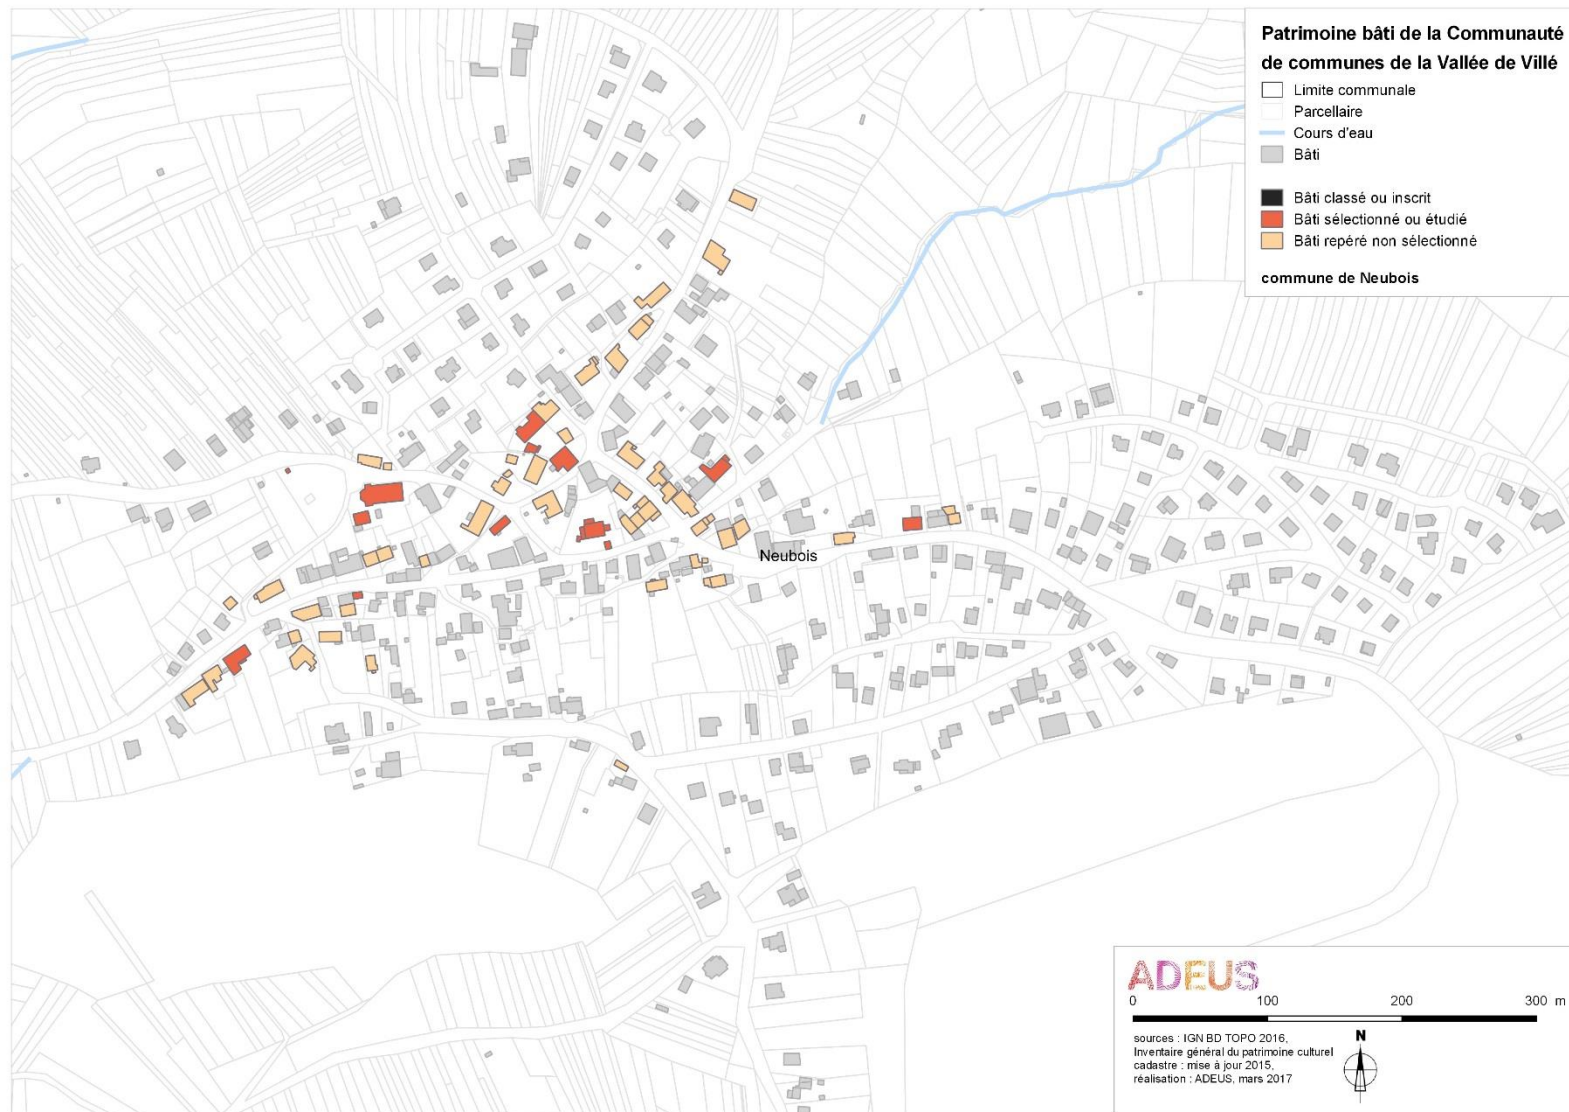 Patrimoine bâti de la Communauté
de communes de la Vallée de Villé
Limite communale
Parcellaire
Cours d'eau
Bâti
Bâti classé ou inscrit
Bâti sélectionné ou étudié
Bâti repéré non sélectionné
commune de Neubois
Neubois
ADEUS
0 100 200 300 m
sources : IGN BD TOPO 2016,
Inventaire général du patrimoine culturel
cadastre : mise à jour 2015,
réalisation : ADEUS, mars 2017
N